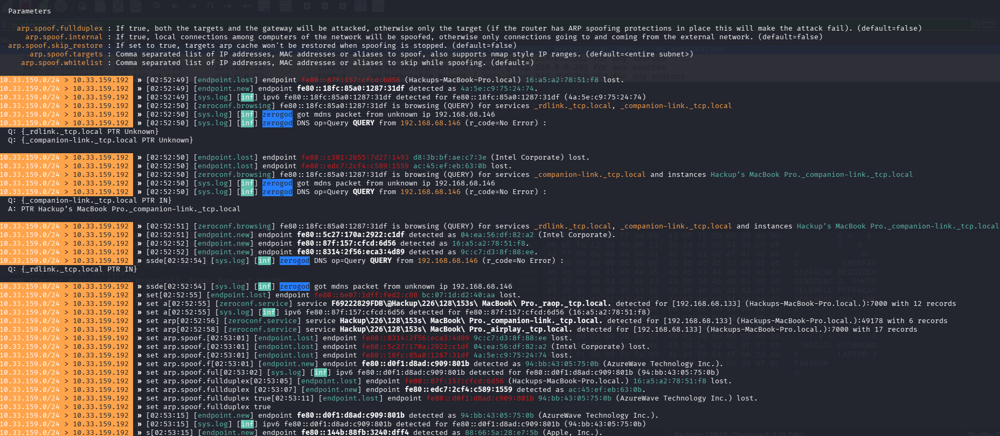 Parameters
arp.spoof.fullduplex : If true, both the targets and the gateway will be attacked, otherwise only the target (if the router has ARP spoofing protections in place this will make the attack fail). (default=false)
arp.spoof.internal : If true, local connections among computers of the network will be spoofed, otherwise only connections going to and coming from the external network. (default=false)
arp.spoof.skip_restore : If set to true, targets arp cache won't be restored when spoofing is stopped. (default=false)
arp.spoof.targets : Comma separated list of IP addresses, MAC addresses or aliases to spoof, also supports nmap style IP ranges. (default=<entire subnet>)
arp.spoof.whitelist : Comma separated list of IP addresses, MAC addresses or aliases to skip while spoofing. (default=)
10.33.159.0/24 > 10.33.159.192 » [02:52:49] [endpoint.lost] endpoint fe80::87f:157:cfcd:6d56 (Hackups-MacBook-Pro.local) 16:a5:a2:78:51:f8 lost.
10.33.159.0/24 > 10.33.159.192 » [02:52:49] [endpoint.new] endpoint fe80::18fc:85a0:1287:31df detected as 4a:5e:c9:75:24:74.
10.33.159.0/24 > 10.33.159.192 » [02:52:49] [sys.log] [inf] ipv6 fe80::18fc:85a0:1287:31df detected for fe80::18fc:85a0:1287:31df (4a:5e:c9:75:24:74)
10.33.159.0/24 > 10.33.159.192 » [02:52:50] [zeroconf.browsing] fe80::18fc:85a0:1287:31df is browsing (QUERY) for services _rdlink._tcp.local, _companion-link._tcp.local
10.33.159.0/24 > 10.33.159.192 » [02:52:50] [sys.log] [inf] zerogod got mdns packet from unknown ip 192.168.68.146
10.33.159.0/24 > 10.33.159.192 » [02:52:50] [sys.log] [inf] zerogod DNS op=Query QUERY from 192.168.68.146 (r_code=No Error) :
Q: {_rdlink._tcp.local PTR Unknown}
Q: {_companion-link._tcp.local PTR Unknown}
10.33.159.0/24 > 10.33.159.192 » [02:52:50] [endpoint.lost] endpoint fe80::c301:2b55:7d27:1493 d8:3b:bf:ae:c7:3e (Intel Corporate) lost.
10.33.159.0/24 > 10.33.159.192 » [02:52:50] [endpoint.lost] endpoint fe80::edc7:2cf4:c589:1559 ac:45:ef:eb:63:0b lost.
10.33.159.0/24 > 10.33.159.192 » [02:52:50] [zeroconf.browsing] fe80::18fc:85a0:1287:31df is browsing (QUERY) for services _companion-link._tcp.local and instances Hackup’s MacBook Pro._companion-link._tcp.local
10.33.159.0/24 > 10.33.159.192 » [02:52:50] [sys.log] [inf] zerogod got mdns packet from unknown ip 192.168.68.146
10.33.159.0/24 > 10.33.159.192 » [02:52:50] [sys.log] [inf] zerogod DNS op=Query QUERY from 192.168.68.146 (r_code=No Error) :
Q: {_companion-link._tcp.local PTR IN}
A: PTR Hackup’s MacBook Pro._companion-link._tcp.local
10.33.159.0/24 > 10.33.159.192 » [02:52:51] [zeroconf.browsing] fe80::18fc:85a0:1287:31df is browsing (QUERY) for services _rdlink._tcp.local, _companion-link._tcp.local and instances Hackup’s MacBook Pro._companion-link._tcp.local
10.33.159.0/24 > 10.33.159.192 » [02:52:51] [endpoint.new] endpoint fe80::5c27:170a:2922:c1df detected as 04:ea:56:df:82:a2 (Intel Corporate).
10.33.159.0/24 > 10.33.159.192 » [02:52:52] [endpoint.new] endpoint fe80::87f:157:cfcd:6d56 detected as 16:a5:a2:78:51:f8.
10.33.159.0/24 > 10.33.159.192 » [02:52:52] [endpoint.new] endpoint fe80::8314:2f56:eca3:4d89 detected as 9c:c7:d3:8f:88:ee.
10.33.159.0/24 > 10.33.159.192 » ssde[02:52:54] [sys.log] [inf] zerogod DNS op=Query QUERY from 192.168.68.146 (r_code=No Error) :
Q: {_rdlink._tcp.local PTR IN}
10.33.159.0/24 > 10.33.159.192 » ssde[02:52:54] [sys.log] [inf] zerogod got mdns packet from unknown ip 192.168.68.146
10.33.159.0/24 > 10.33.159.192 » set[02:52:55] [endpoint.lost] endpoint fe80::be07:1dff:fed2:c80 bc:07:1d:d2:40:aa lost.
10.33.159.0/24 > 10.33.159.192 » set a[02:52:55] [zeroconf.service] service F69222829FDB\@Hackup\226\128\153s\ MacBook\ Pro._raop._tcp.local. detected for [192.168.68.133] (Hackups-MacBook-Pro.local.):7000 with 12 records
10.33.159.0/24 > 10.33.159.192 » set a[02:52:55] [sys.log] [inf] ipv6 fe80::87f:157:cfcd:6d56 detected for fe80::87f:157:cfcd:6d56 (16:a5:a2:78:51:f8)
10.33.159.0/24 > 10.33.159.192 » set arp[02:52:56] [zeroconf.service] service Hackup\226\128\153s\ MacBook\ Pro._companion-link._tcp.local. detected for [192.168.68.133] (Hackups-MacBook-Pro.local.):49178 with 6 records
10.33.159.0/24 > 10.33.159.192 » set arp.s[02:52:58] [zeroconf.service] service Hackup\226\128\153s\ MacBook\ Pro._airplay._tcp.local. detected for [192.168.68.133] (Hackups-MacBook-Pro.local.):7000 with 17 records
10.33.159.0/24 > 10.33.159.192 » set arp.spoof.[02:53:01] [endpoint.lost] endpoint fe80::8314:2f56:eca3:4d89 9c:c7:d3:8f:88:ee lost.
10.33.159.0/24 > 10.33.159.192 » set arp.spoof.[02:53:01] [endpoint.lost] endpoint fe80::5c27:170a:2922:c1df 04:ea:56:df:82:a2 (Intel Corporate) lost.
10.33.159.0/24 > 10.33.159.192 » set arp.spoof.[02:53:01] [endpoint.lost] endpoint fe80::18fc:85a0:1287:31df 4a:5e:c9:75:24:74 lost.
10.33.159.0/24 > 10.33.159.192 » set arp.spoof.f[02:53:01] [endpoint.new] endpoint fe80::d0f1:d8ad:c909:801b detected as 94:bb:43:05:75:0b (AzureWave Technology Inc.).
10.33.159.0/24 > 10.33.159.192 » set arp.spoof.ful[02:53:02] [sys.log] [inf] ipv6 fe80::d0f1:d8ad:c909:801b detected for fe80::d0f1:d8ad:c909:801b (94:bb:43:05:75:0b)
10.33.159.0/24 > 10.33.159.192 » set arp.spoof.fullduplex[02:53:05] [endpoint.lost] endpoint fe80::87f:157:cfcd:6d56 (Hackups-MacBook-Pro.local.) 16:a5:a2:78:51:f8 lost.
10.33.159.0/24 > 10.33.159.192 » set arp.spoof.fullduplex [02:53:07] [endpoint.new] endpoint fe80::edc7:2cf4:c589:1559 detected as ac:45:ef:eb:63:0b.
10.33.159.0/24 > 10.33.159.192 » set arp.spoof.fullduplex true[02:53:11] [endpoint.lost] endpoint fe80::d0f1:d8ad:c909:801b 94:bb:43:05:75:0b (AzureWave Technology Inc.) lost.
10.33.159.0/24 > 10.33.159.192 » set arp.spoof.fullduplex true
10.33.159.0/24 > 10.33.159.192 » [02:53:15] [endpoint.new] endpoint fe80::d0f1:d8ad:c909:801b detected as 94:bb:43:05:75:0b (AzureWave Technology Inc.).
10.33.159.0/24 > 10.33.159.192 » [02:53:15] [sys.log] [inf] ipv6 fe80::d0f1:d8ad:c909:801b detected for fe80::d0f1:d8ad:c909:801b (94:bb:43:05:75:0b)
10.33.159.0/24 > 10.33.159.192 » s[02:53:15] [endpoint.new] endpoint fe80::144b:88fb:3240:dff4 detected as 88:66:5a:28:e7:5b (Apple, Inc.).